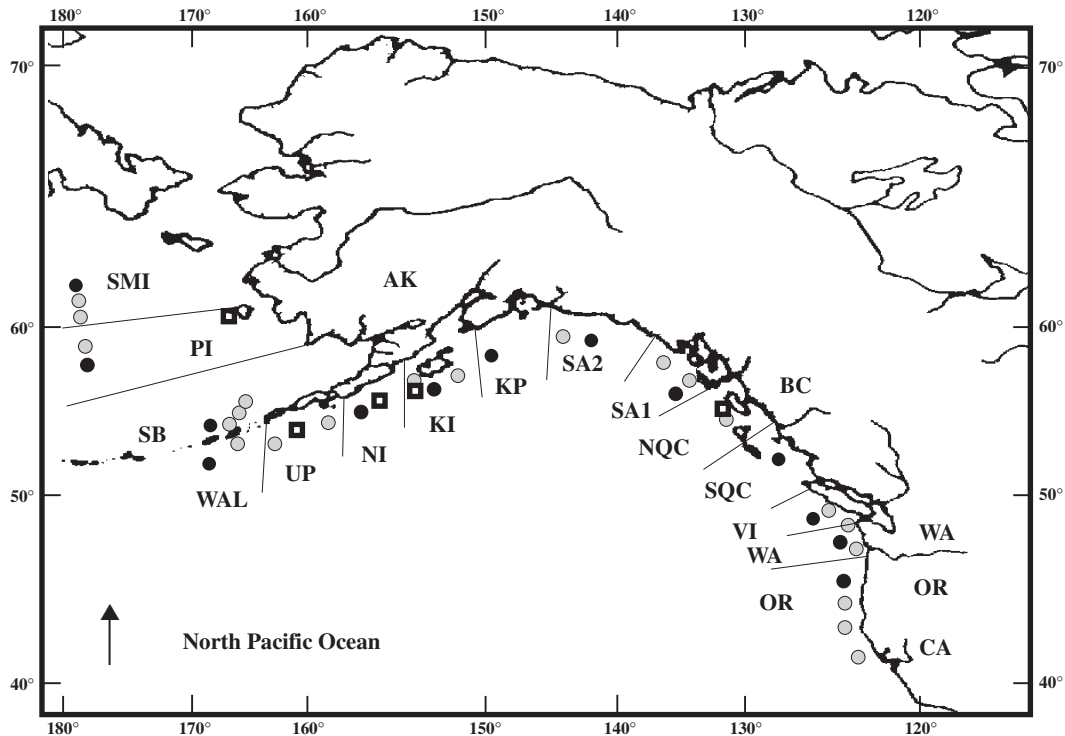 180° 160° 150° 140° 130° 120°
70° 70°
SMI
AK
60° 60°
PI
KP
SA2
BC
SA1
KI
SB
NI
NQC
UP
SQC
50° 50°
WAL
VI
WA
WA
OR
OR
North Pacific Ocean
CA
40° 40°
180° 170° 160° 150° 140° 130° 120°